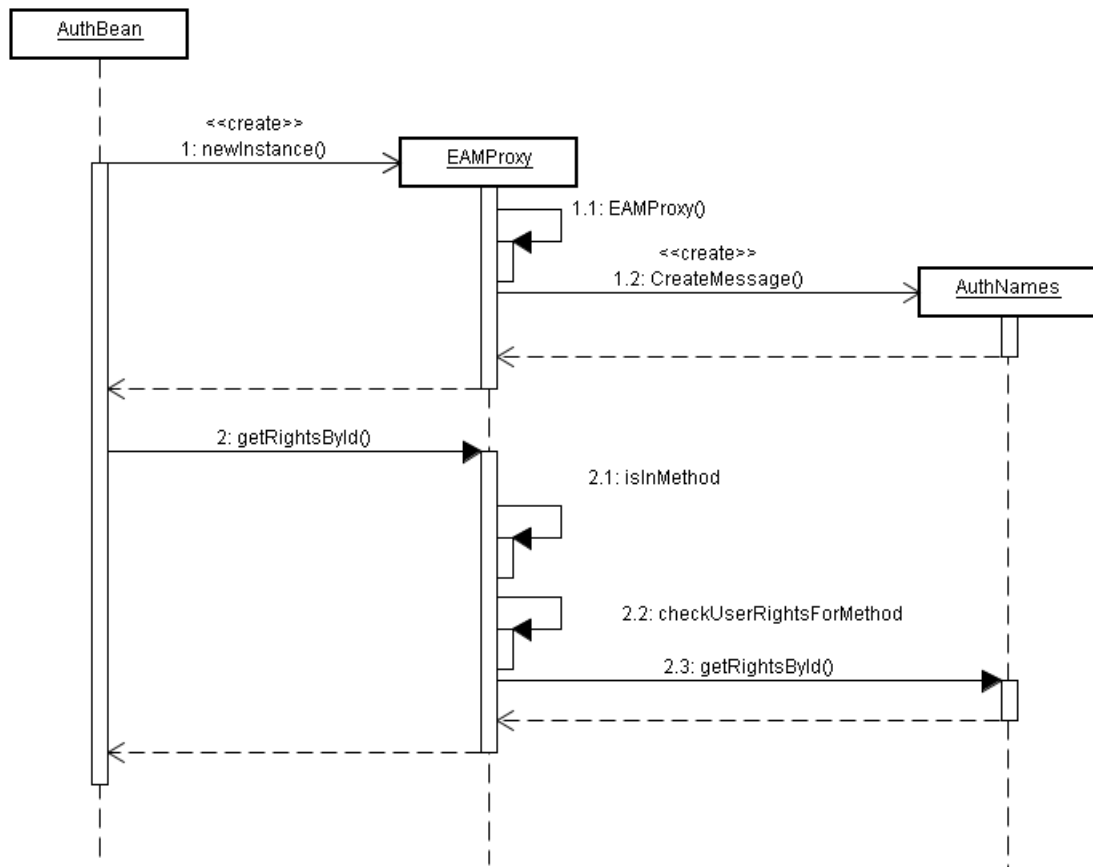 AuthBean
<<create>>
1: newInstance()
EAMProxy
1.1: EAMProxy()
<<create>>
1.2: CreateMessage()
AuthNames
2: getRightsById()
2.1: isInMethod
2.2: checkUserRightsForMethod
2.3: getRightsById()